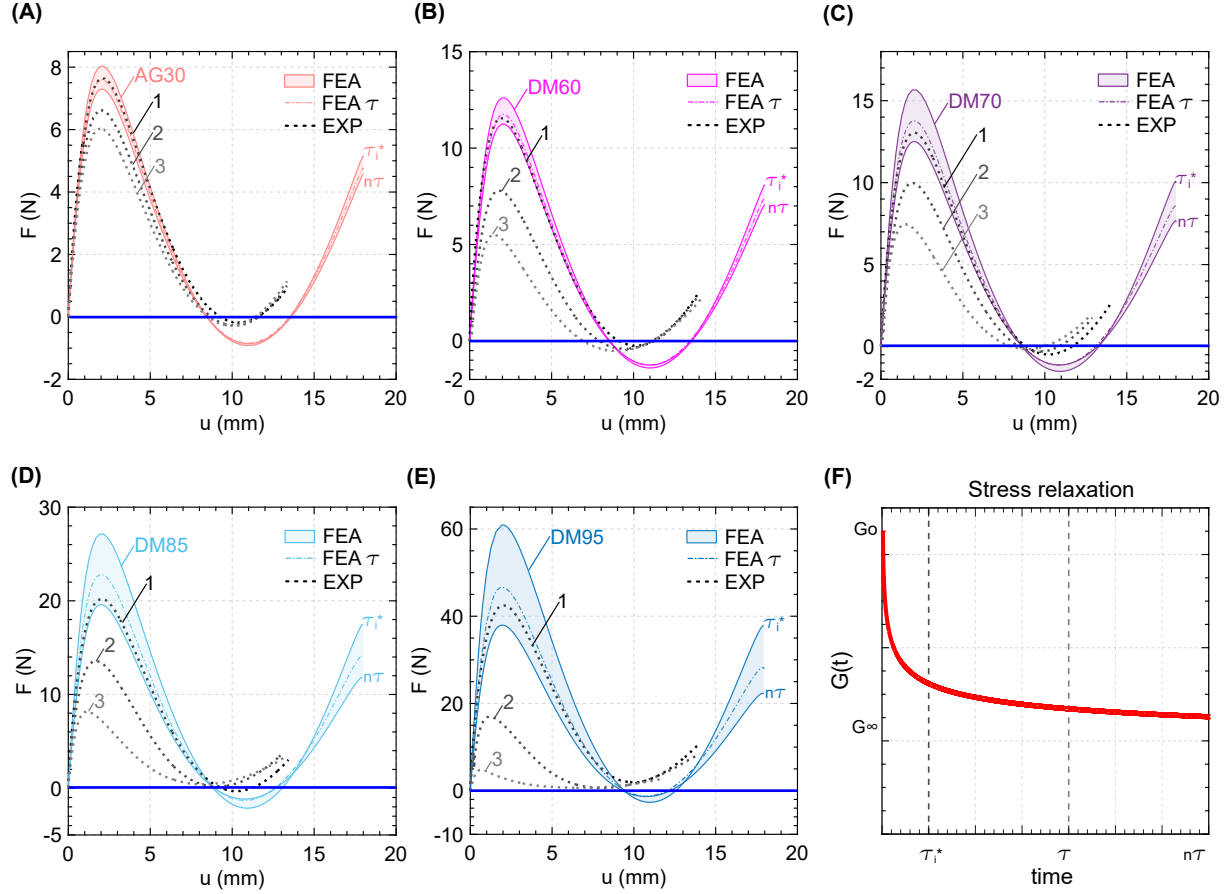 (A)
F (N)
8
6
4
2
0
-2
0
5
10
15
20
u (mm)
AG30
1
2
3
FEA
FEA τ
EXP
τᵢ*
nτ
(B)
F (N)
15
10
5
0
-2
0
5
10
15
20
u (mm)
DM60
1
2
3
FEA
FEA τ
EXP
τᵢ*
nτ
(C)
F (N)
15
10
5
0
-2
0
5
10
15
20
u (mm)
DM70
1
2
3
FEA
FEA τ
EXP
τᵢ*
nτ
(D)
F (N)
30
20
10
0
-5
0
5
10
15
20
u (mm)
DM85
1
2
3
FEA
FEA τ
EXP
τᵢ*
nτ
(E)
F (N)
60
40
20
0
-10
0
5
10
15
20
u (mm)
DM95
1
2
3
FEA
FEA τ
EXP
τᵢ*
nτ
(F)
Stress relaxation
Go
G(t)
G∞
τᵢ*
τ
nτ
time